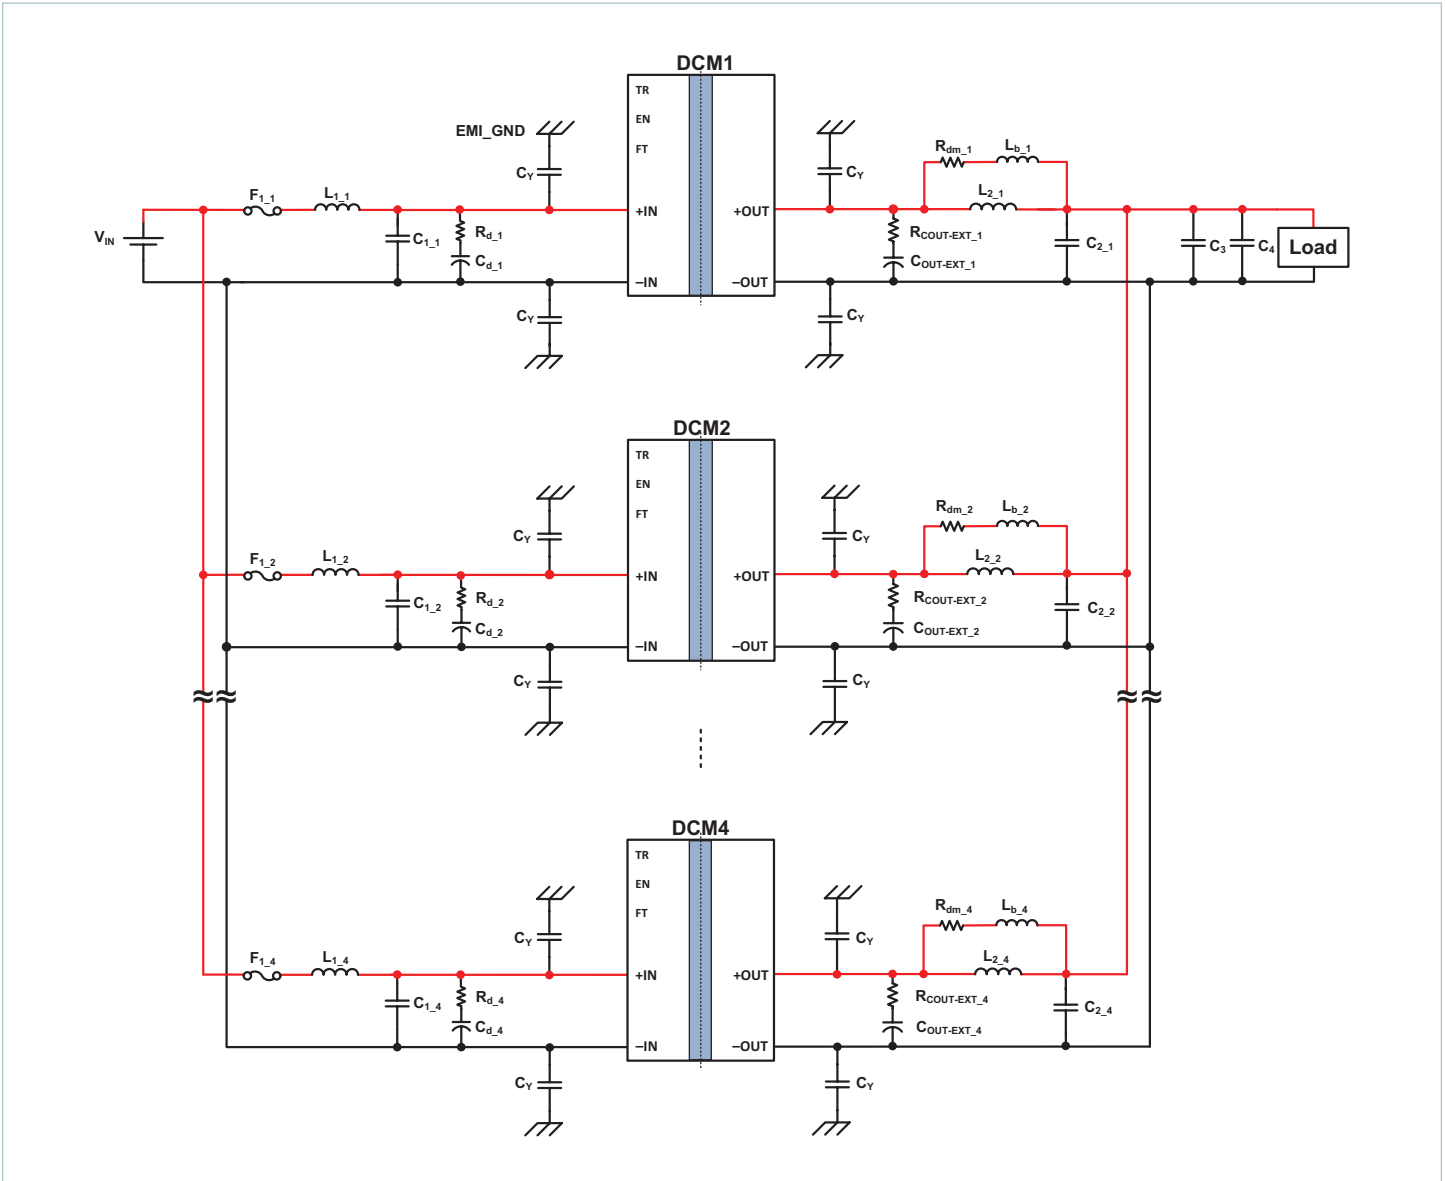 DCM1
TR
EN
FT
+IN
–IN
+OUT
–OUT
EMI_GND
CY
CY
CY
CY
VIN
F1_1
L1_1
C1_1
Rd_1
Cd_1
RCOUT-EXT_1
COUT-EXT_1
Rdm_1
Lb_1
L2_1
C2_1
C3
C4
Load
DCM2
TR
EN
FT
+IN
–IN
+OUT
–OUT
CY
CY
CY
CY
F1_2
L1_2
C1_2
Rd_2
Cd_2
RCOUT-EXT_2
COUT-EXT_2
Rdm_2
Lb_2
L2_2
C2_2
DCM4
TR
EN
FT
+IN
–IN
+OUT
–OUT
CY
CY
CY
CY
F1_4
L1_4
C1_4
Rd_4
Cd_4
RCOUT-EXT_4
COUT-EXT_4
Rdm_4
Lb_4
L2_4
C2_4